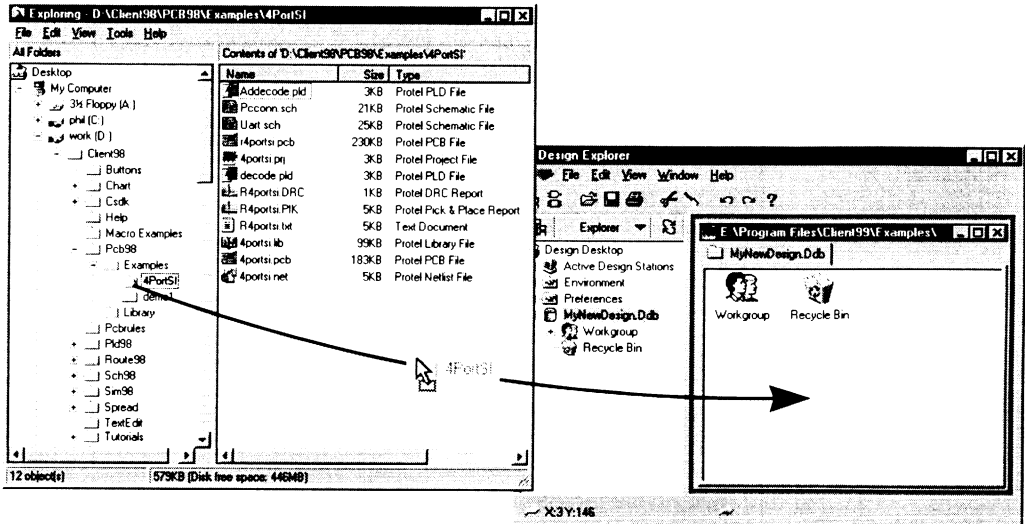 Exploring - D:\Client98\PCB98\Examples\4PortSI
File Edit View Tools Help
All Folders
Contents of 'D:\Client98\PCB98\Examples\4PortSI'
Desktop
My Computer
3½ Floppy (A:)
phil (C:)
work (D:)
Client98
Buttons
Chart
Csdk
Help
Macro Examples
Pcb98
Examples
4PortSI
demo1
Library
Pcbrules
Pld98
Route98
Sch98
Sim98
Spread
TextEdit
Tutorials
Name Size Type
Addecode pld 3KB Protel PLD File
Pcconn sch 21KB Protel Schematic File
Uart sch 25KB Protel Schematic File
r4portsi pcb 230KB Protel PCB File
4portsi prj 3KB Protel Project File
decode pld 3KB Protel PLD File
R4portsi.DRC 1KB Protel DRC Report
R4portsi.PIK 5KB Protel Pick & Place Report
R4portsi txt 5KB Text Document
4portsi lib 99KB Protel Library File
4portsi.pcb 183KB Protel PCB File
4portsi net 5KB Protel Netlist File
4PortSI
12 object(s) 579KB (Disk free space: 446MB)
Design Explorer
File Edit View Window Help
Explorer
Design Desktop
Active Design Stations
Environment
Preferences
MyNewDesign.Ddb
Workgroup
Recycle Bin
E \Program Files\Client99\Examples\
MyNewDesign.Ddb
Workgroup Recycle Bin
X:3 Y:146